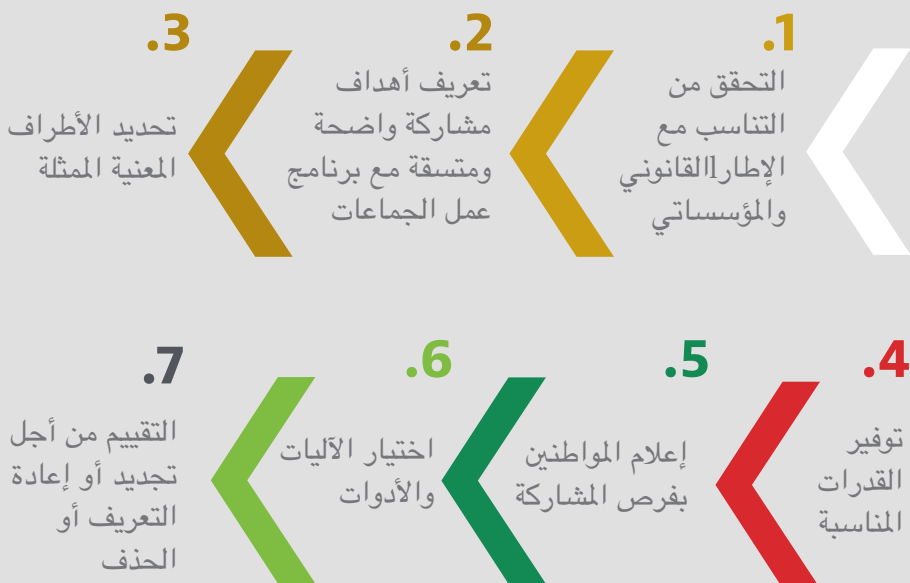 1.
التحقق من
التناسب مع
الإطار القانوني
والمؤسساتي
2.
تعريف أهداف
مشاركة واضحة
ومتسقة مع برنامج
عمل الجماعات
3.
تحديد الأطراف
المعنية الممثلة
4.
توفير
القدرات
المناسبة
5.
إعلام المواطنين
بفرص المشاركة
6.
اختيار الآليات
والأدوات
7.
التقييم من أجل
تجديد أو إعادة
التعريف أو
الحذف